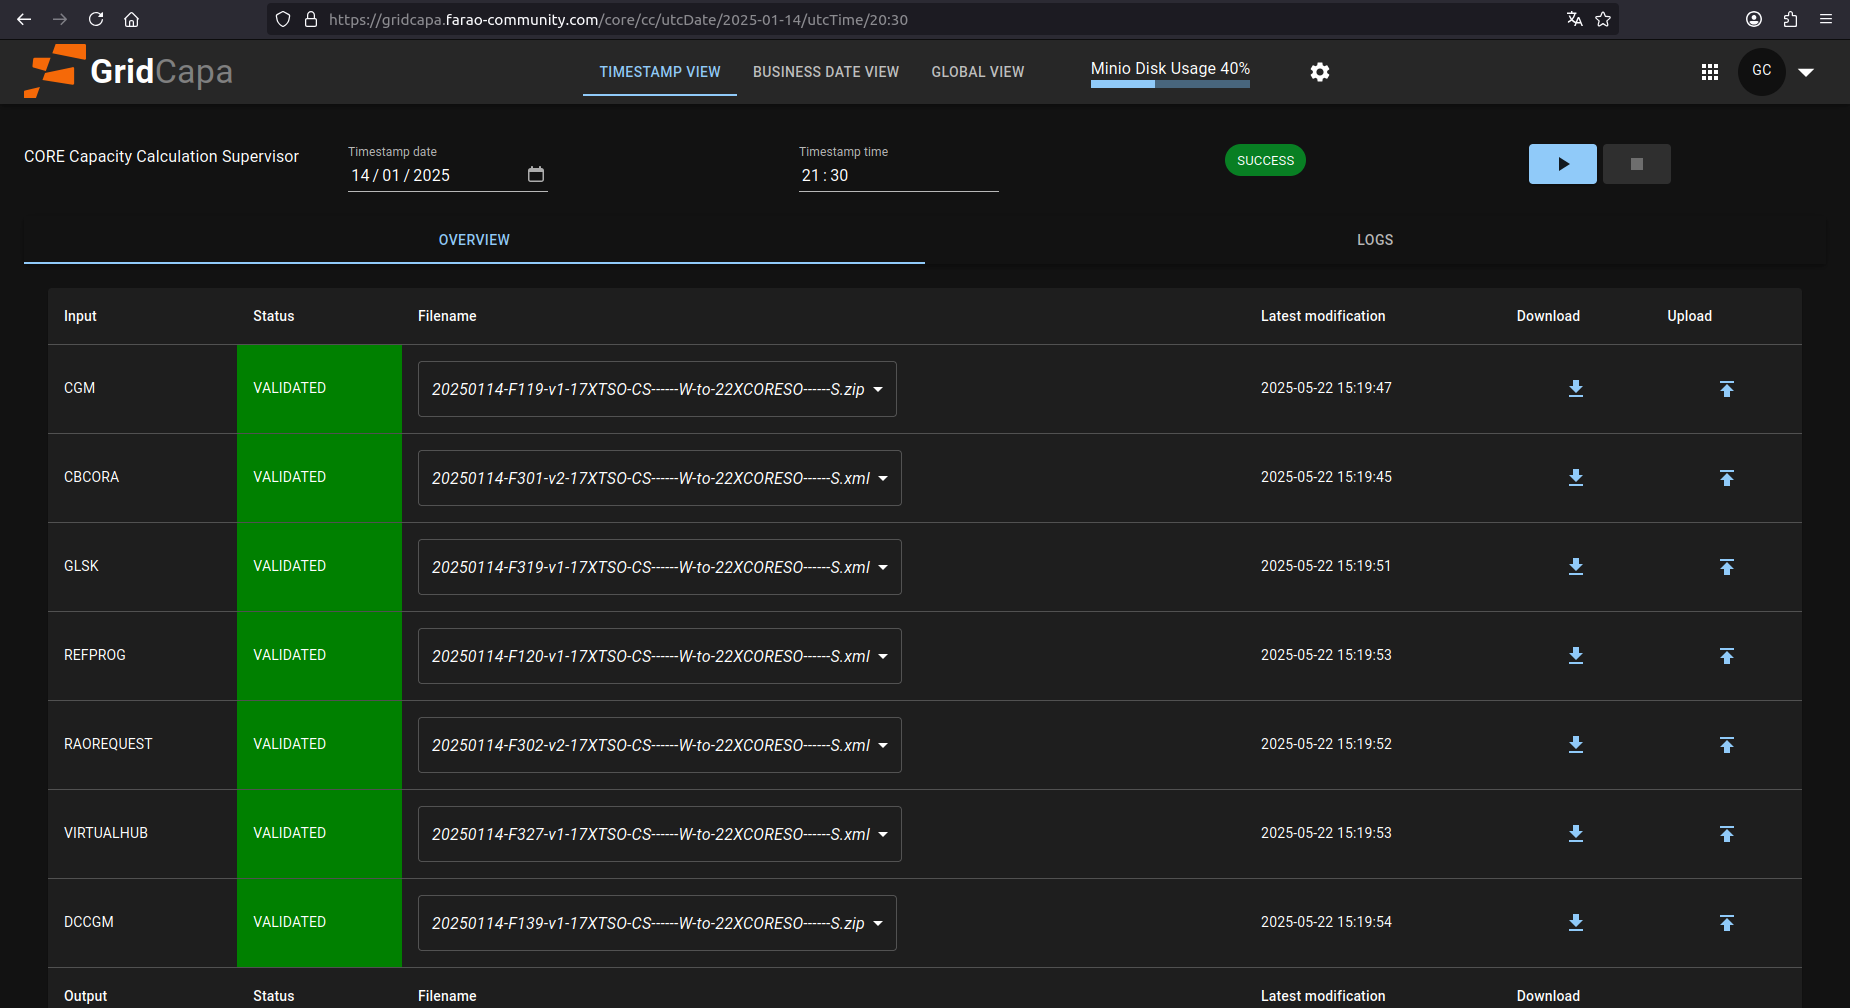 https://gridcapa.farao-community.com/core/cc/utcDate/2025-01-14/utcTime/20:30
GridCapa
TIMESTAMP VIEW BUSINESS DATE VIEW GLOBAL VIEW Minio Disk Usage 40% GC
CORE Capacity Calculation Supervisor
Timestamp date
14/01/2025
Timestamp time
21:30
SUCCESS
OVERVIEW LOGS
Input Status Filename Latest modification Download Upload
CGM VALIDATED 20250114-F119-v1-17XTSO-CS------W-to-22XCORESO------S.zip 2025-05-22 15:19:47
CBCORA VALIDATED 20250114-F301-v2-17XTSO-CS------W-to-22XCORESO------S.xml 2025-05-22 15:19:45
GLSK VALIDATED 20250114-F319-v1-17XTSO-CS------W-to-22XCORESO------S.xml 2025-05-22 15:19:51
REFPROG VALIDATED 20250114-F120-v1-17XTSO-CS------W-to-22XCORESO------S.xml 2025-05-22 15:19:53
RAOREQUEST VALIDATED 20250114-F302-v2-17XTSO-CS------W-to-22XCORESO------S.xml 2025-05-22 15:19:52
VIRTUALHUB VALIDATED 20250114-F327-v1-17XTSO-CS------W-to-22XCORESO------S.xml 2025-05-22 15:19:53
DCCGM VALIDATED 20250114-F139-v1-17XTSO-CS------W-to-22XCORESO------S.zip 2025-05-22 15:19:54
Output Status Filename Latest modification Download